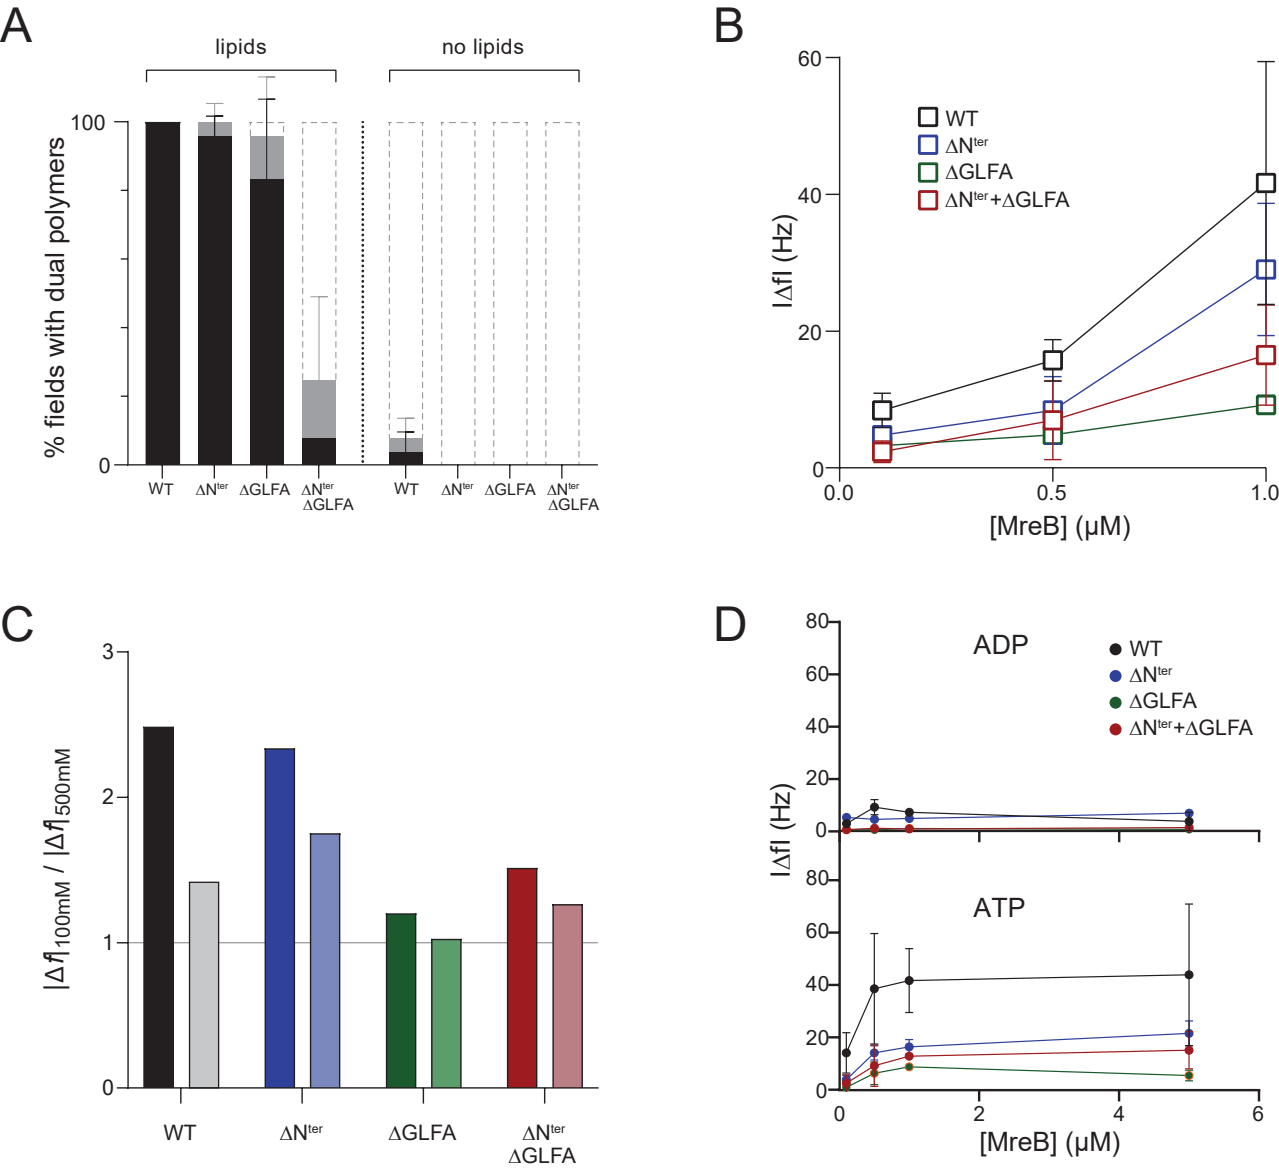 A
lipids
no lipids
% fields with dual polymers
100
0
WT
ΔNter
ΔGLFA
ΔNter
ΔGLFA
WT
ΔNter
ΔGLFA
ΔNter
ΔGLFA
B
|Δf| (Hz)
60
40
20
0
WT
ΔNter
ΔGLFA
ΔNter+ΔGLFA
0.0
0.5
1.0
[MreB] (μM)
C
|Δf|100mM / |Δf|500mM
3
2
1
0
WT
ΔNter
ΔGLFA
ΔNter
ΔGLFA
D
|Δf| (Hz)
80
60
40
20
0
ADP
WT
ΔNter
ΔGLFA
ΔNter+ΔGLFA
80
60
40
20
0
ATP
0
2
4
6
[MreB] (μM)